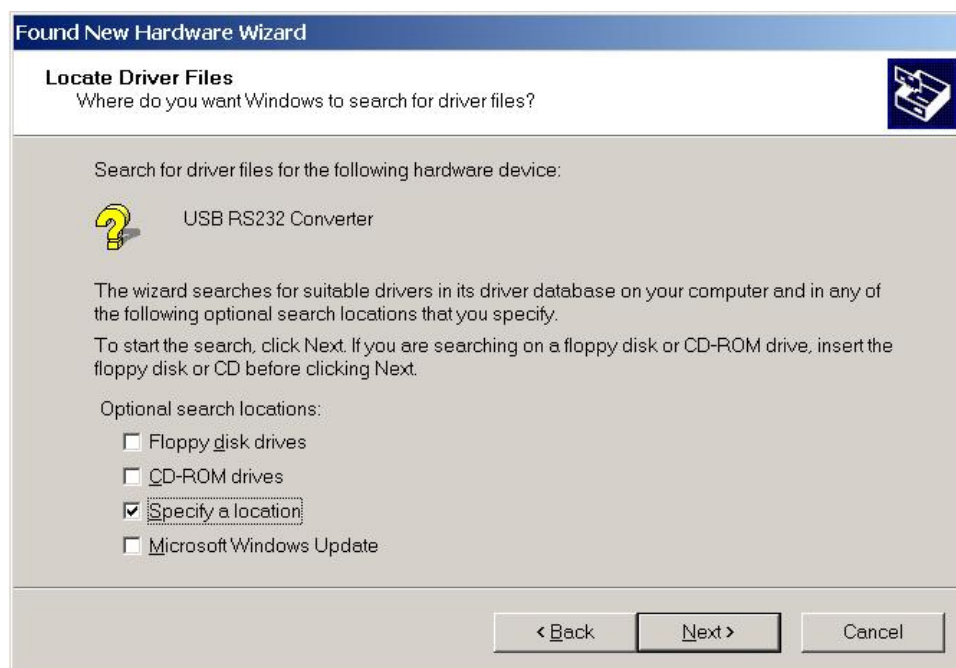 Found New Hardware Wizard
Locate Driver Files
Where do you want Windows to search for driver files?
Search for driver files for the following hardware device:
USB RS232 Converter
The wizard searches for suitable drivers in its driver database on your computer and in any of
the following optional search locations that you specify.
To start the search, click Next. If you are searching on a floppy disk or CD-ROM drive, insert the
floppy disk or CD before clicking Next.
Optional search locations:
Floppy disk drives
CD-ROM drives
Specify a location
Microsoft Windows Update
< Back
Next >
Cancel